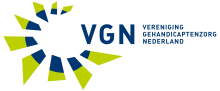 VGN
VERENIGING
GEHANDICAPTENZORG
NEDERLAND